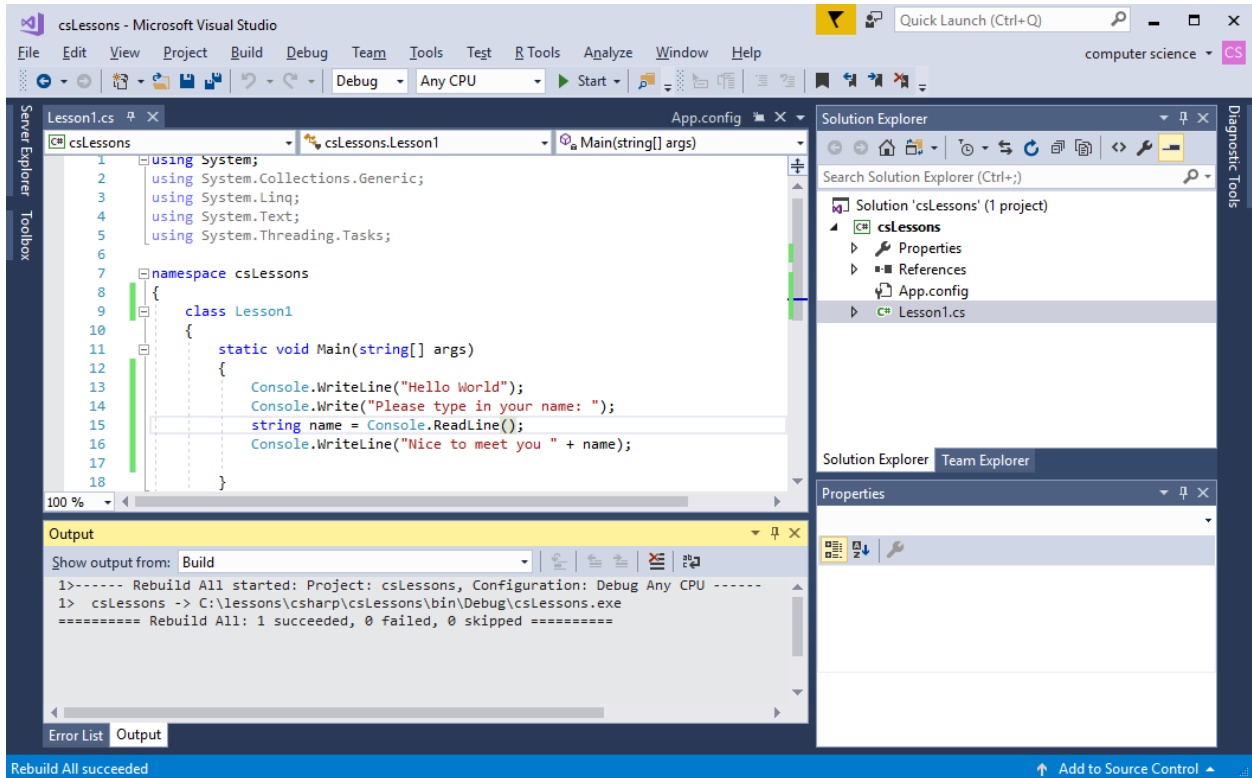 csLessons - Microsoft Visual Studio
Quick Launch (Ctrl+Q)
File Edit View Project Build Debug Team Tools Test R Tools Analyze Window Help
computer science CS
Debug Any CPU Start
Server Explorer
Toolbox
Lesson1.cs
App.config
C# csLessons
csLessons.Lesson1
Main(string[] args)
1 using System;
2 using System.Collections.Generic;
3 using System.Linq;
4 using System.Text;
5 using System.Threading.Tasks;
6
7 namespace csLessons
8 {
9 class Lesson1
10 {
11 static void Main(string[] args)
12 {
13 Console.WriteLine("Hello World");
14 Console.Write("Please type in your name: ");
15 string name = Console.ReadLine();
16 Console.WriteLine("Nice to meet you " + name);
17
18 }
100 %
Output
Show output from: Build
1>------ Rebuild All started: Project: csLessons, Configuration: Debug Any CPU ------
1> csLessons -> C:\lessons\csharp\csLessons\bin\Debug\csLessons.exe
========== Rebuild All: 1 succeeded, 0 failed, 0 skipped ==========
Error List Output
Solution Explorer
Search Solution Explorer (Ctrl+;)
Solution 'csLessons' (1 project)
C# csLessons
Properties
References
App.config
C# Lesson1.cs
Solution Explorer Team Explorer
Properties
Diagnostic Tools
Rebuild All succeeded
Add to Source Control